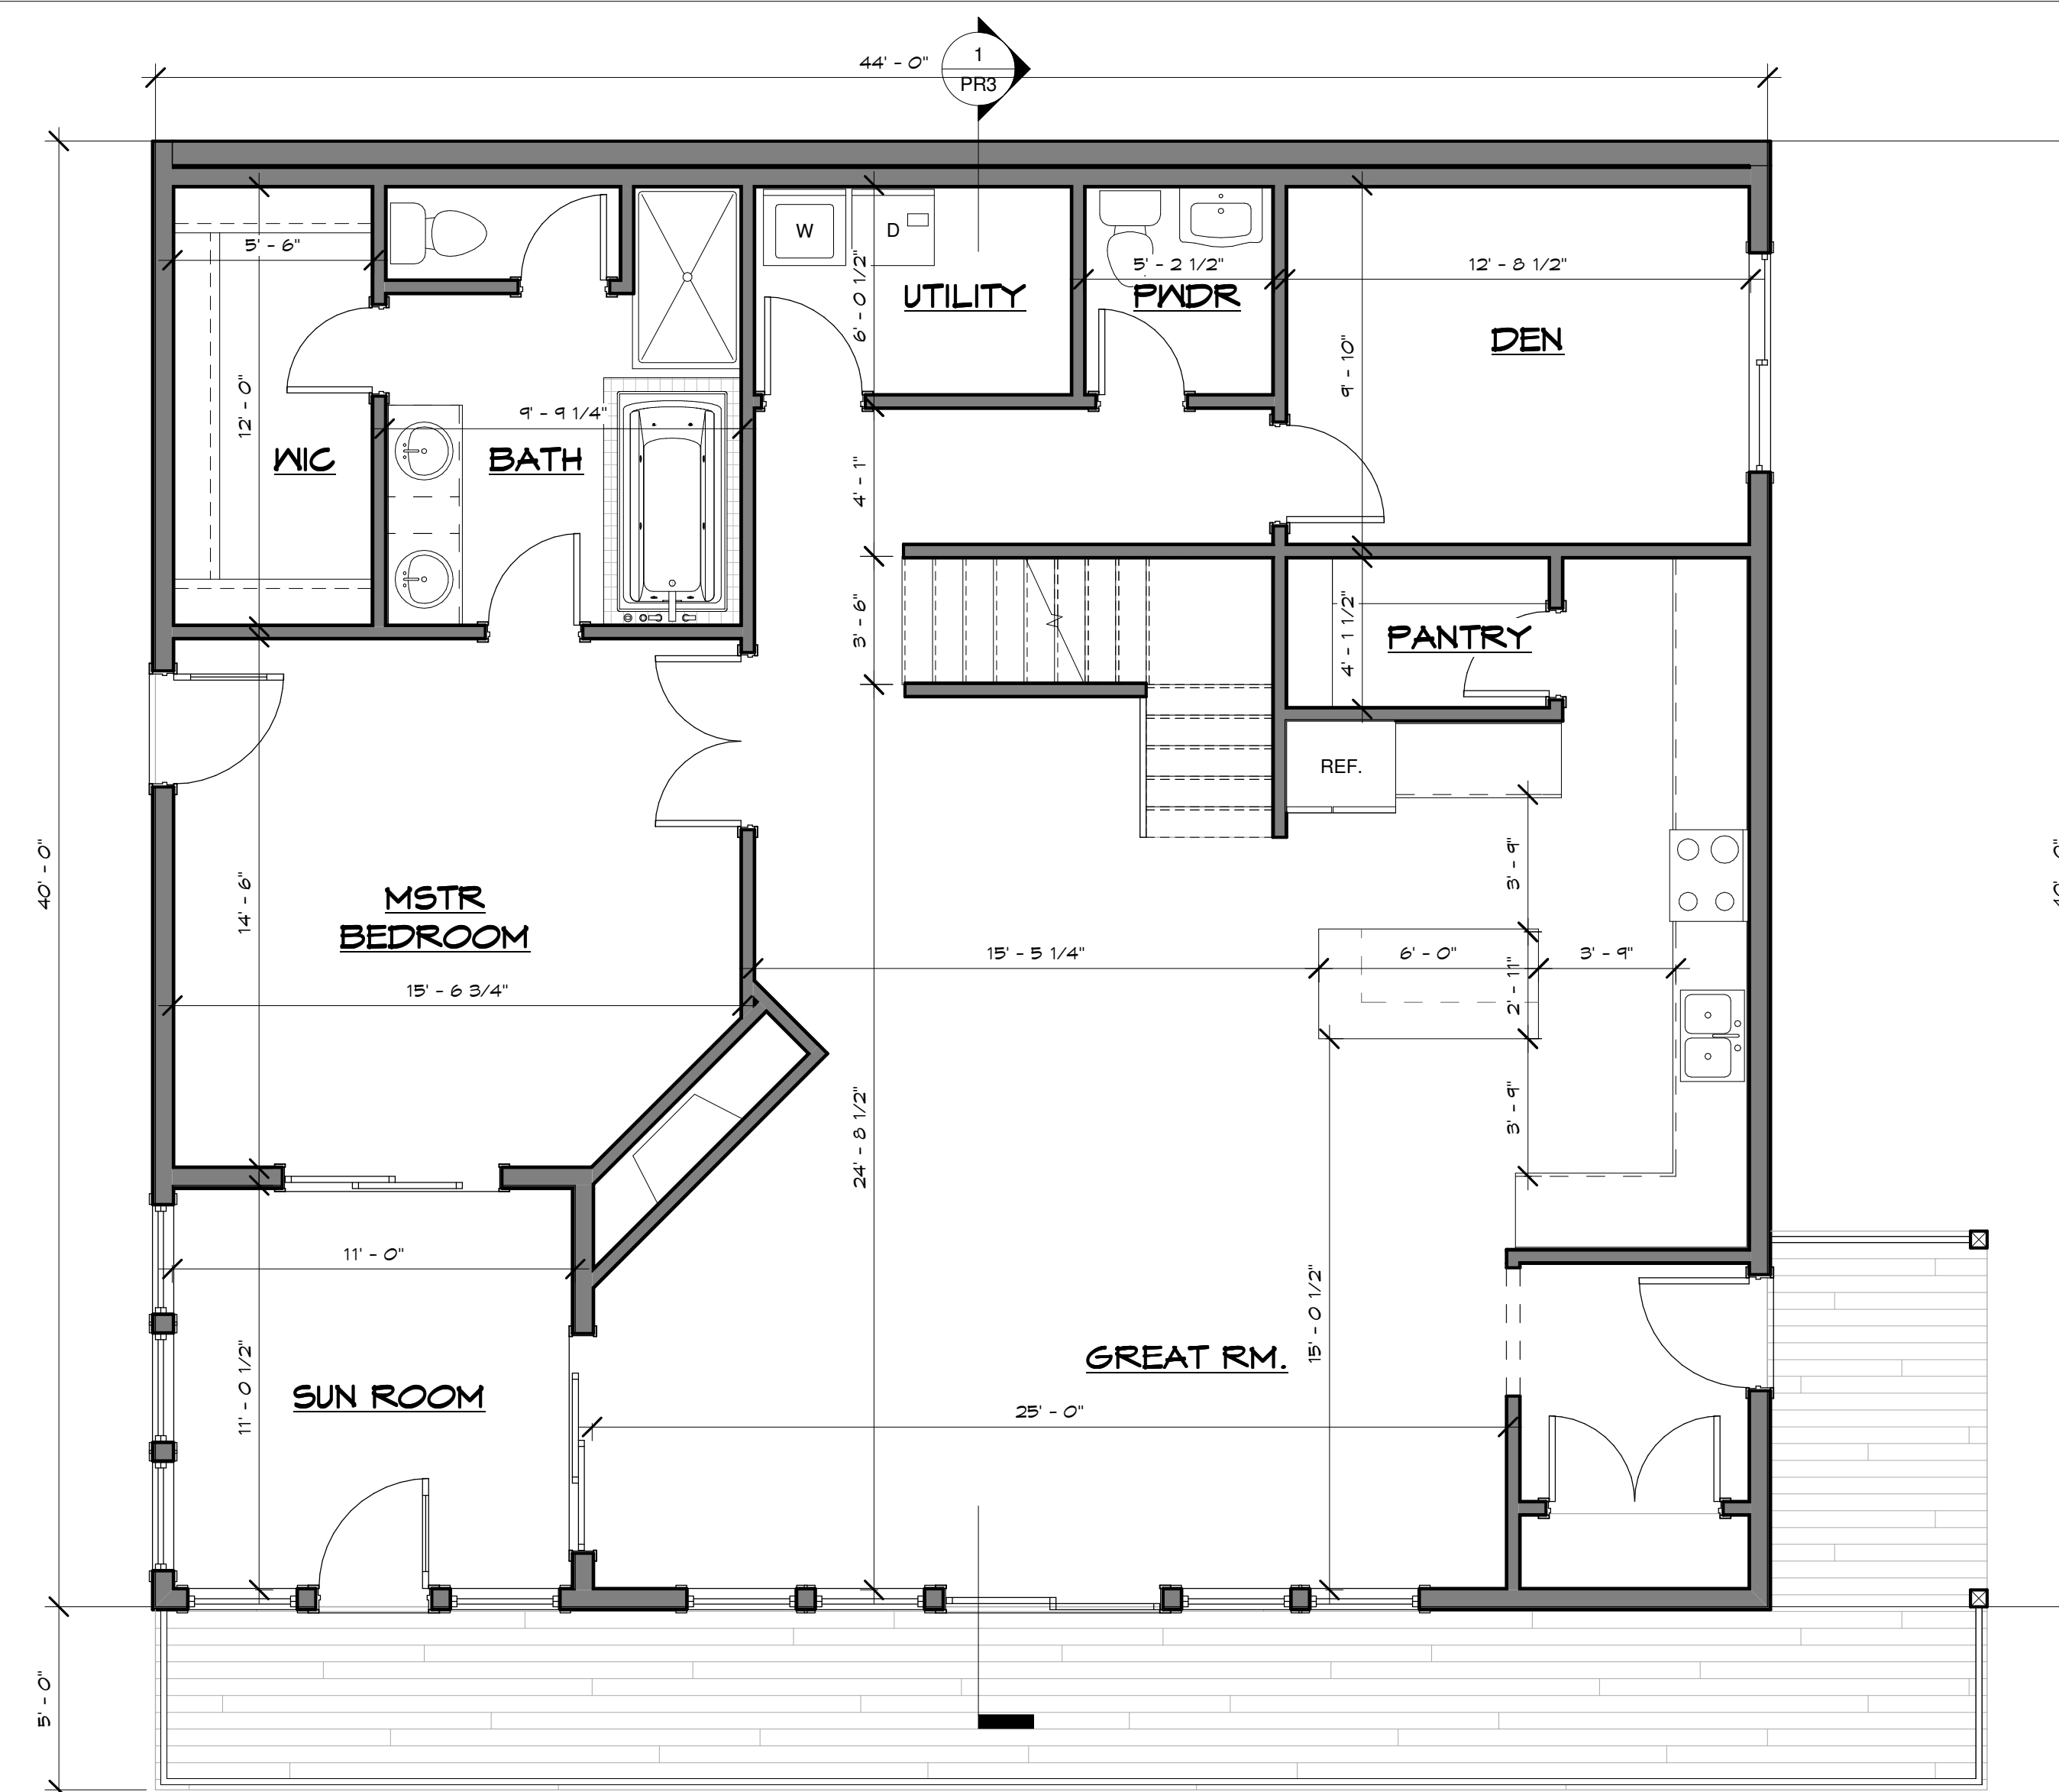 44' - 0"
1
PR3
5' - 6"
W
D
6' - 0 1/2"
UTILITY
5' - 2 1/2"
PWDR
12' - 8 1/2"
DEN
9' - 10"
12' - 0"
9' - 9 1/4"
WIC
BATH
4' - 1"
3' - 6"
4' - 1 1/2"
PANTRY
REF.
40' - 0"
14' - 6"
MSTR
BEDROOM
3' - 9"
15' - 5 1/4"
6' - 0"
2' - 11"
3' - 9"
15' - 6 3/4"
24' - 8 1/2"
3' - 9"
11' - 0"
15' - 0 1/2"
11' - 0 1/2"
GREAT RM.
SUN ROOM
25' - 0"
5' - 0"